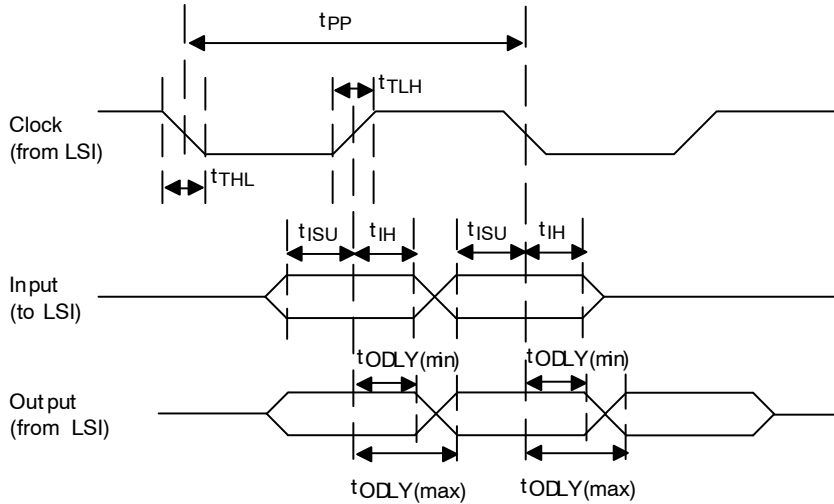 tPP
tTLH
Clock
(from LSI)
tTHL
tISU tIH tISU tIH
Input
(to LSI)
tODLY(min) tODLY(min)
Output
(from LSI)
tODLY(max) tODLY(max)